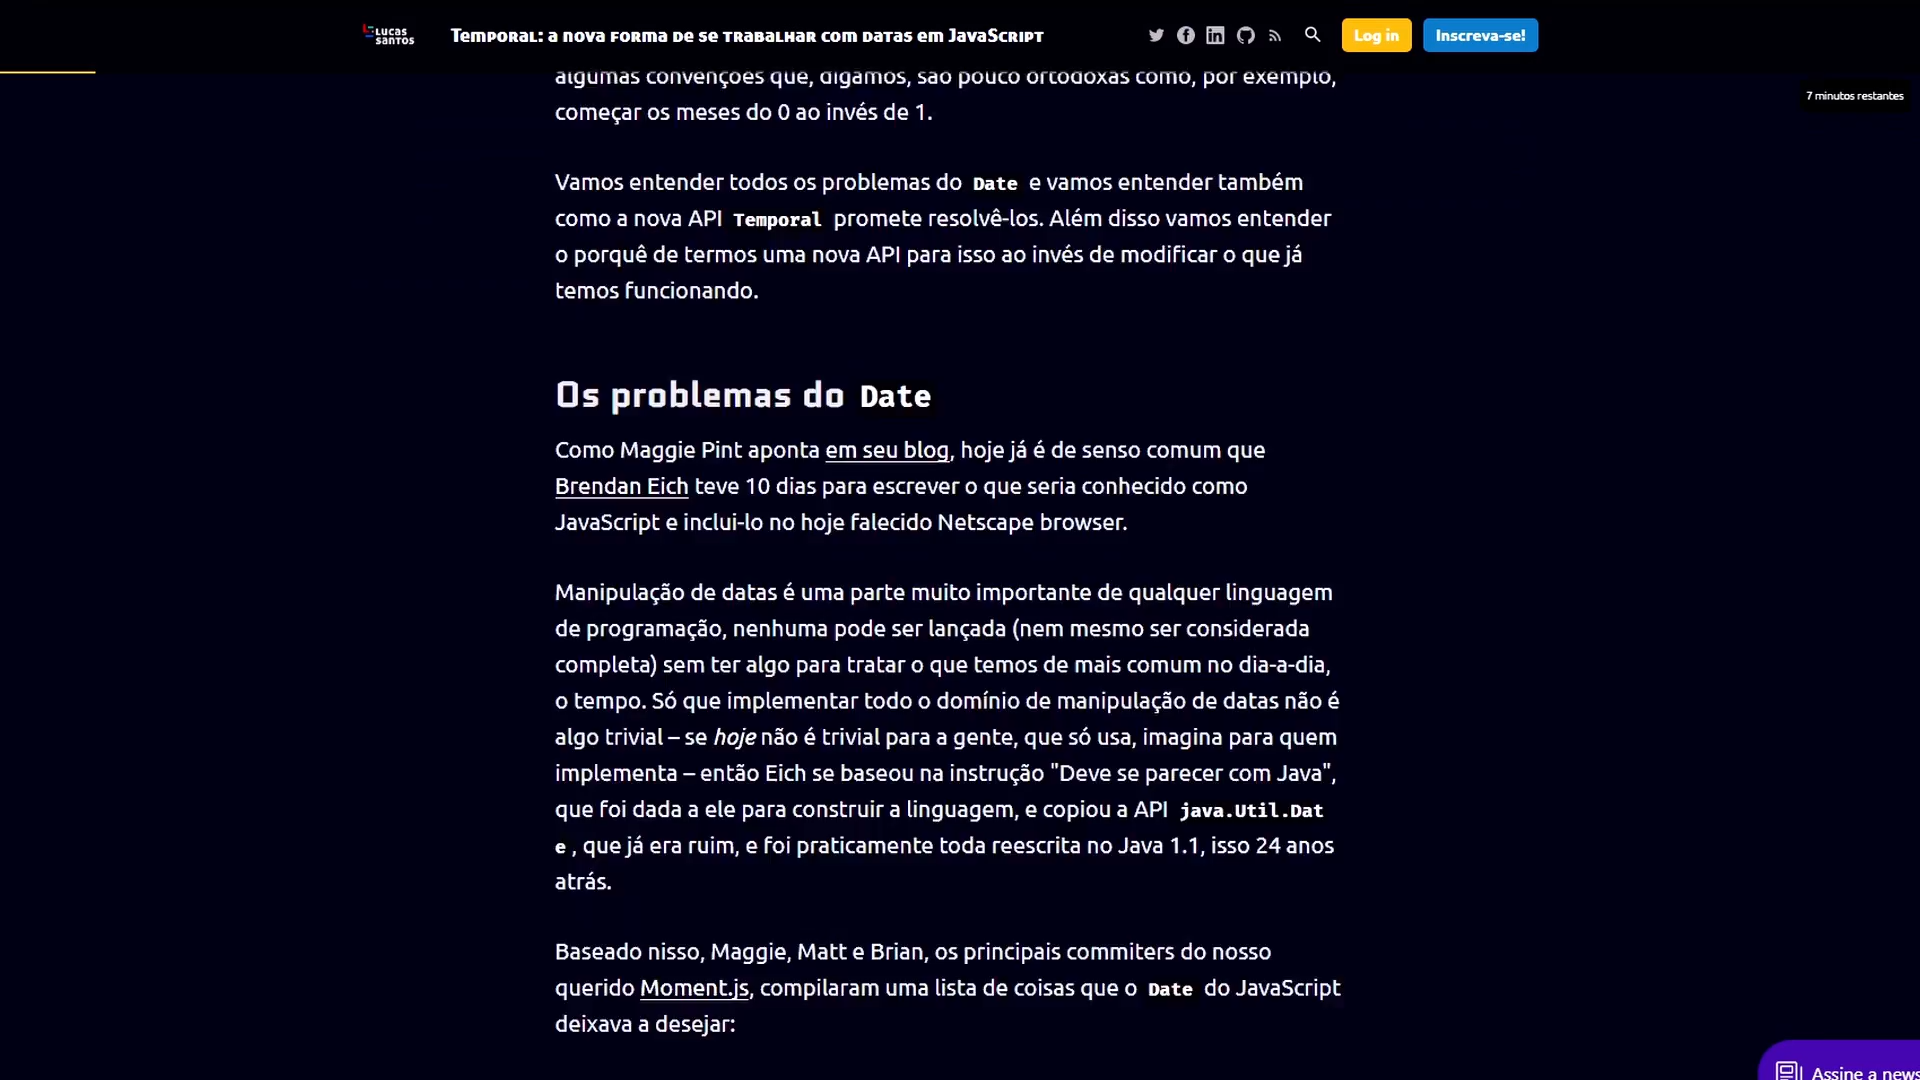 Lucas
Santos
Temporal: a nova forma de se trabalhar com datas em JavaScript
Log in
Inscreva-se!
7 minutos restantes
algumas convenções que, digamos, são pouco ortodoxas como, por exemplo,
começar os meses do 0 ao invés de 1.
Vamos entender todos os problemas do Date e vamos entender também
como a nova API Temporal promete resolvê-los. Além disso vamos entender
o porquê de termos uma nova API para isso ao invés de modificar o que já
temos funcionando.
Os problemas do Date
Como Maggie Pint aponta em seu blog, hoje já é de senso comum que
Brendan Eich teve 10 dias para escrever o que seria conhecido como
JavaScript e inclui-lo no hoje falecido Netscape browser.
Manipulação de datas é uma parte muito importante de qualquer linguagem
de programação, nenhuma pode ser lançada (nem mesmo ser considerada
completa) sem ter algo para tratar o que temos de mais comum no dia-a-dia,
o tempo. Só que implementar todo o domínio de manipulação de datas não é
algo trivial – se hoje não é trivial para a gente, que só usa, imagina para quem
implementa – então Eich se baseou na instrução "Deve se parecer com Java",
que foi dada a ele para construir a linguagem, e copiou a API java.Util.Dat
e , que já era ruim, e foi praticamente toda reescrita no Java 1.1, isso 24 anos
atrás.
Baseado nisso, Maggie, Matt e Brian, os principais commiters do nosso
querido Moment.js, compilaram uma lista de coisas que o Date do JavaScript
deixava a desejar:
Assine a news